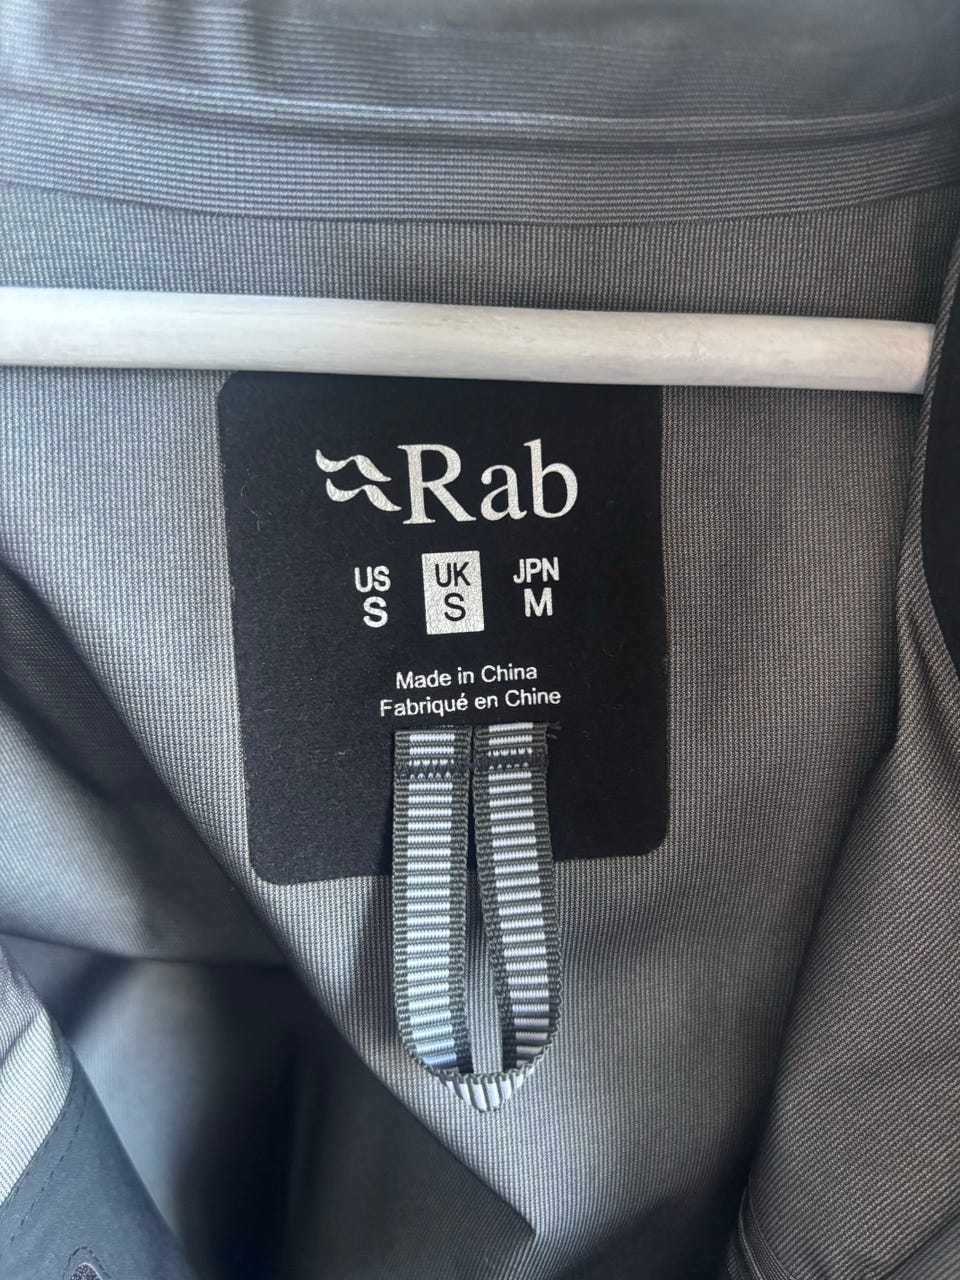 Rab
US UK JPN
S S M
Made in China
Fabriqué en Chine